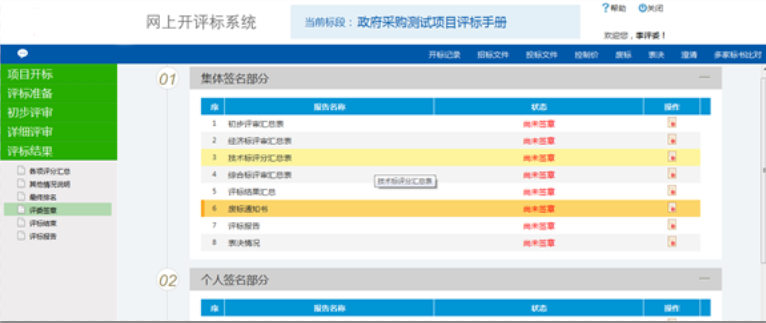 网上开评标系统
当前标段： 政府采购测试项目评标手册
?帮助 关闭
欢迎您，李评委！
开标记录 招标文件 投标文件 控制价 废标 表决 澄清 多家标书比对
项目开标
评标准备
初步评审
详细评审
评标结果
各项评分汇总
其他情况说明
最终排名
评委签章
评标结束
评标报告
01 集体签名部分
序 报告名称 状态 操作
1 初步评审汇总表 尚未签章
2 经济标评审汇总表 尚未签章
3 技术标评分汇总表 尚未签章
4 综合标评审汇总表 尚未签章
技术标评分汇总表
5 评标结果汇总 尚未签章
6 废标通知书 尚未签章
7 评标报告 尚未签章
8 表决情况 尚未签章
02 个人签名部分
序 报告名称 状态 操作